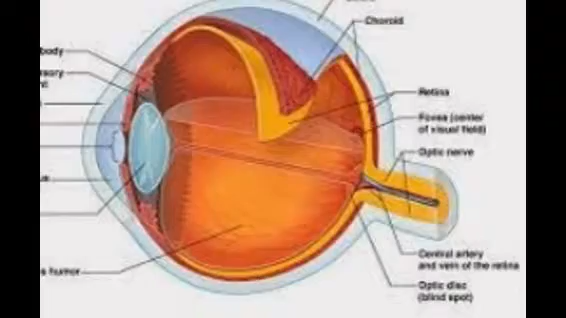 Choroid
body
Retina
Fovea (center
of visual field)
Optic nerve
s humor
Central artery
and vein of the retina
Optic disc
(blind spot)